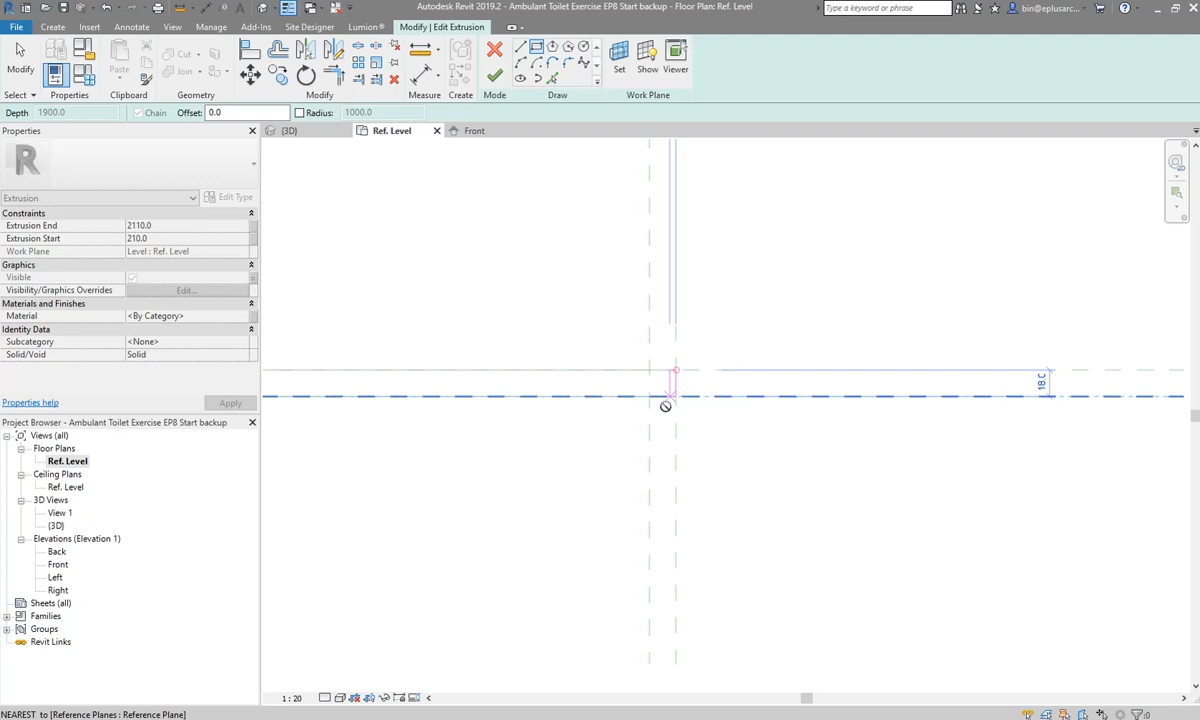 Autodesk Revit 2019.2 - Ambulant Toilet Exercise EP8 Start backup - Floor Plan: Ref. Level
Type a keyword or phrase
bin@eplusarc...
File Create Insert Annotate View Manage Add-Ins Site Designer Lumion® Modify | Edit Extrusion
Modify Paste Cut Join Set Show Viewer
Select Properties Clipboard Geometry Modify Measure Create Mode Draw Work Plane
Depth 1900.0 Chain Offset: 0.0 Radius: 1000.0
Properties
{3D} Ref. Level Front
R
Extrusion Edit Type
Constraints
Extrusion End 2110.0
Extrusion Start 210.0
Work Plane Level : Ref. Level
Graphics
Visible
Visibility/Graphics Overrides Edit...
Materials and Finishes
Material <By Category>
Identity Data
Subcategory <None>
Solid/Void Solid
Properties help Apply
Project Browser - Ambulant Toilet Exercise EP8 Start backup
Views (all)
Floor Plans
Ref. Level
Ceiling Plans
Ref. Level
3D Views
View 1
{3D}
Elevations (Elevation 1)
Back
Front
Left
Right
Sheets (all)
Families
Groups
Revit Links
1 : 20
NEAREST to [Reference Planes : Reference Plane]
:0